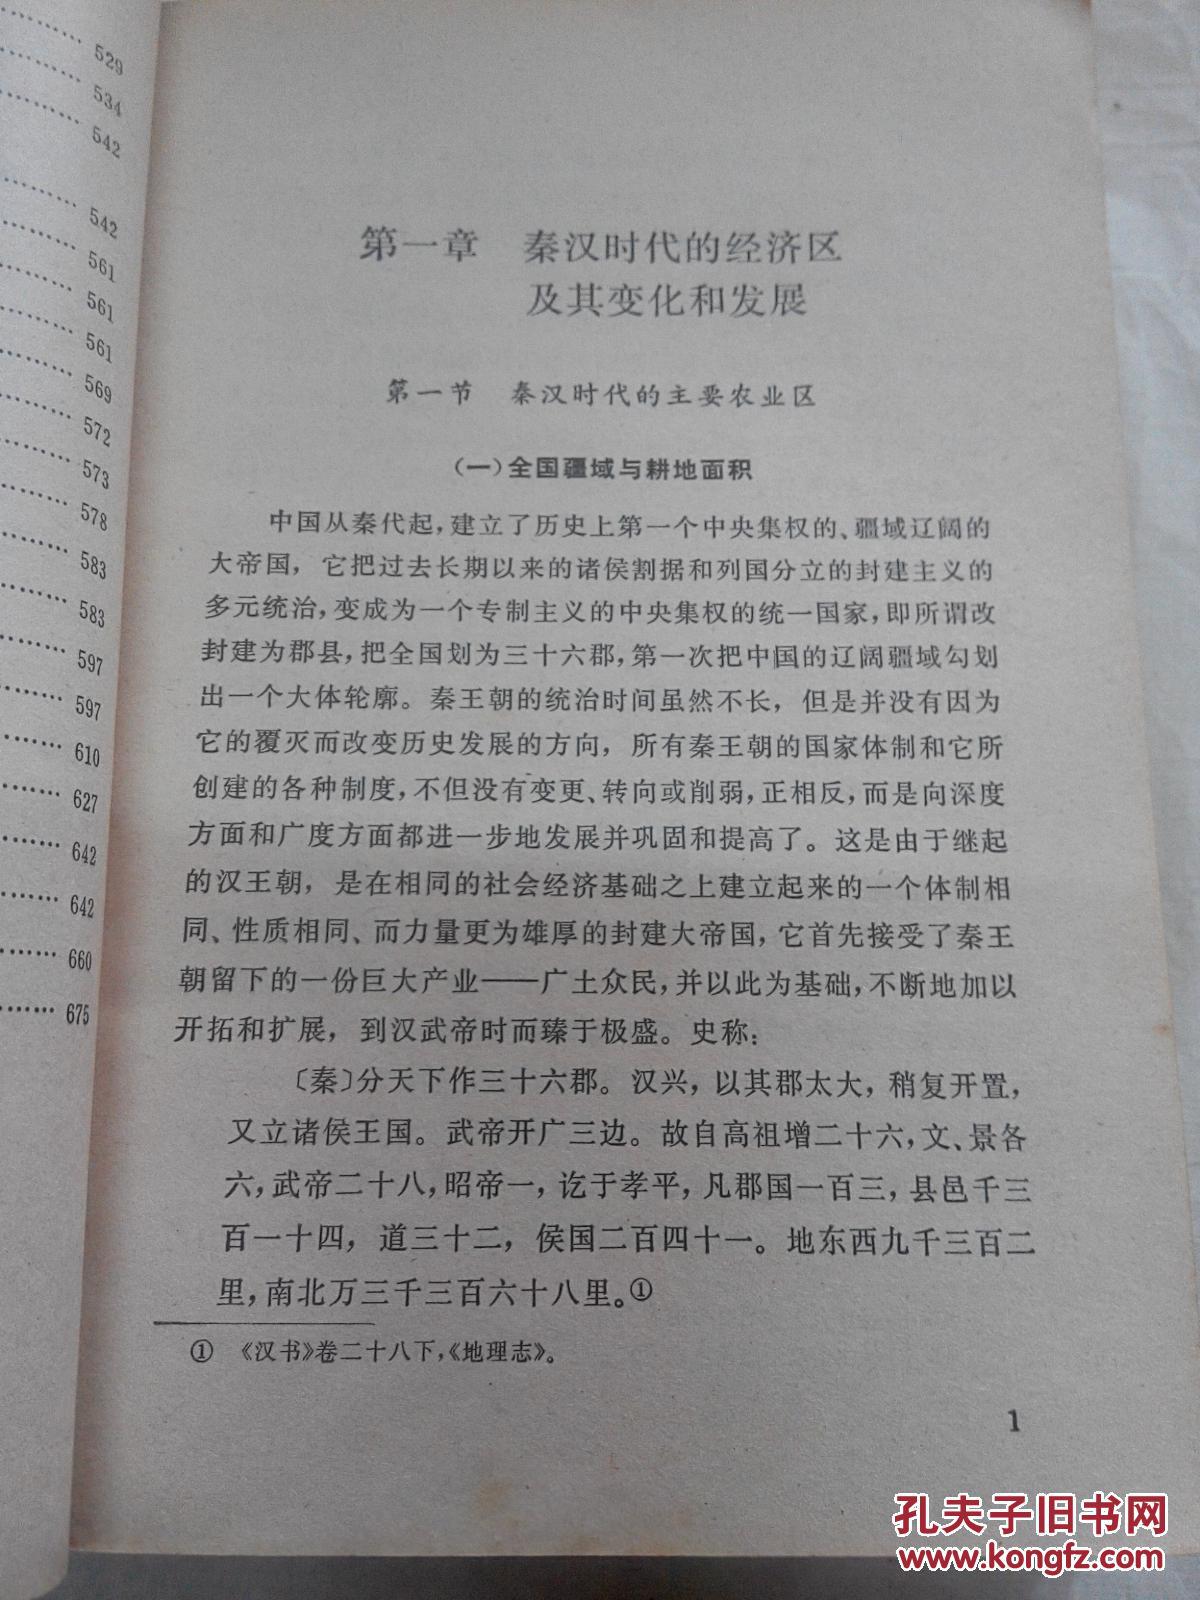 529
534
542
542
561
561
561
569
572
573
578
583
583
597
597
610
627
642
642
660
675
第一章 秦汉时代的经济区
及其变化和发展
第一节 秦汉时代的主要农业区
(一)全国疆域与耕地面积
中国从秦代起,建立了历史上第一个中央集权的、疆域辽阔的
大帝国,它把过去长期以来的诸侯割据和列国分立的封建主义的
多元统治,变成为一个专制主义的中央集权的统一国家,即所谓改
封建为郡县,把全国划为三十六郡,第一次把中国的辽阔疆域勾划
出一个大体轮廓。秦王朝的统治时间虽然不长,但是并没有因为
它的覆灭而改变历史发展的方向,所有秦王朝的国家体制和它所
创建的各种制度,不但没有变更、转向或削弱,正相反,而是向深度
方面和广度方面都进一步地发展并巩固和提高了。这是由于继起
的汉王朝,是在相同的社会经济基础之上建立起来的一个体制相
同、性质相同、而力量更为雄厚的封建大帝国,它首先接受了秦王
朝留下的一份巨大产业——广土众民,并以此为基础,不断地加以
开拓和扩展,到汉武帝时而臻于极盛。史称:
〔秦〕分天下作三十六郡。汉兴,以其郡太大,稍复开置,
又立诸侯王国。武帝开广三边。故自高祖增二十六,文、景各
六,武帝二十八,昭帝一,讫于孝平,凡郡国一百三,县邑千三
百一十四,道三十二,侯国二百四十一。地东西九千三百二
里,南北万三千三百六十八里。①
① 《汉书》卷二十八下,《地理志》。
1
孔夫子旧书网
www.kongfz.com